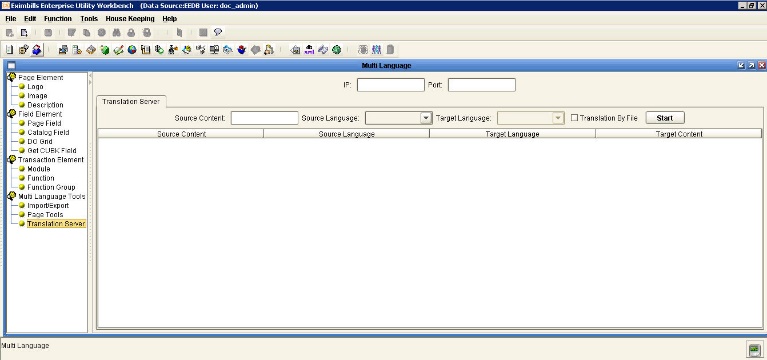 Eximbills Enterprise Utility Workbench (Data Source:EEDB User: doc_admin)
File Edit Function Tools House Keeping Help
Multi Language
Page Element
Logo
Image
Description
Field Element
Page Field
Catalog Field
DO Grid
Get CUBK Field
Transaction Element
Module
Function
Function Group
Multi Language Tools
Import/Export
Page Tools
Translation Server
IP: Port:
Translation Server
Source Content: Source Language: Target Language: Translation By File Start
Source Content Source Language Target Language Target Content
Multi Language